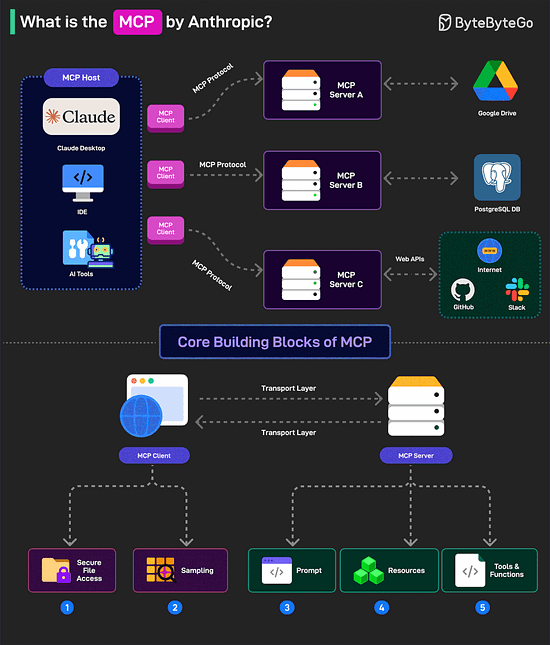 What is the MCP by Anthropic?
ByteByteGo
MCP Host
Claude
Claude Desktop
</>
IDE
AI Tools
MCP
Client
MCP
Client
MCP
Client
MCP Protocol
MCP Protocol
MCP Protocol
MCP
Server A
MCP
Server B
MCP
Server C
Google Drive
PostgreSQL DB
Web APIs
Internet
GitHub
Slack
Core Building Blocks of MCP
Transport Layer
Transport Layer
MCP Client
MCP Server
Secure
File
Access
Sampling
</>
Prompt
Resources
</>
Tools &
Functions
1
2
3
4
5